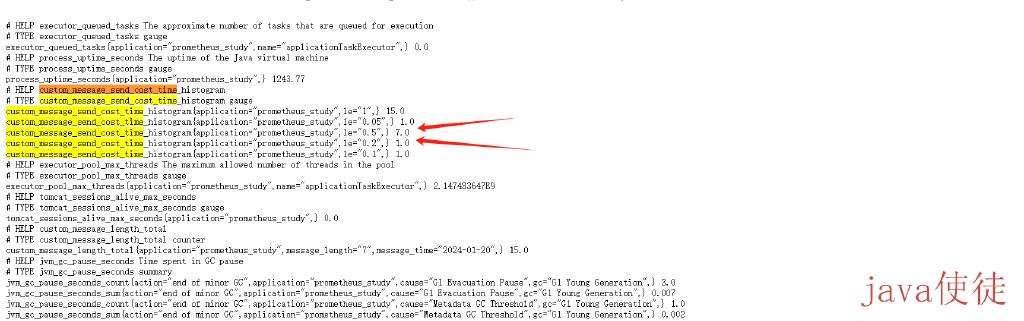 # HELP executor_queued_tasks The approximate number of tasks that are queued for execution
# TYPE executor_queued_tasks gauge
executor_queued_tasks{application="prometheus_study",name="applicationTaskExecutor",} 0.0
# HELP process_uptime_seconds The uptime of the Java virtual machine
# TYPE process_uptime_seconds gauge
process_uptime_seconds{application="prometheus_study",} 1243.77
# HELP custom_message_send_cost_time_histogram
# TYPE custom_message_send_cost_time_histogram gauge
custom_message_send_cost_time_histogram{application="prometheus_study",le="1",} 15.0
custom_message_send_cost_time_histogram{application="prometheus_study",le="0.05",} 1.0
custom_message_send_cost_time_histogram{application="prometheus_study",le="0.5",} 7.0
custom_message_send_cost_time_histogram{application="prometheus_study",le="0.2",} 1.0
custom_message_send_cost_time_histogram{application="prometheus_study",le="0.1",} 1.0
# HELP executor_pool_max_threads The maximum allowed number of threads in the pool
# TYPE executor_pool_max_threads gauge
executor_pool_max_threads{application="prometheus_study",name="applicationTaskExecutor",} 2.147483647E9
# HELP tomcat_sessions_alive_max_seconds
# TYPE tomcat_sessions_alive_max_seconds gauge
tomcat_sessions_alive_max_seconds{application="prometheus_study",} 0.0
# HELP custom_message_length_total
# TYPE custom_message_length_total counter
custom_message_length_total{application="prometheus_study",message_length="7",message_time="2024-01-20",} 15.0
# HELP jvm_gc_pause_seconds Time spent in GC pause
# TYPE jvm_gc_pause_seconds summary
jvm_gc_pause_seconds_count{action="end of minor GC",application="prometheus_study",cause="G1 Evacuation Pause",gc="G1 Young Generation",} 2.0
jvm_gc_pause_seconds_sum{action="end of minor GC",application="prometheus_study",cause="G1 Evacuation Pause",gc="G1 Young Generation",} 0.007
jvm_gc_pause_seconds_count{action="end of minor GC",application="prometheus_study",cause="Metadata GC Threshold",gc="G1 Young Generation",} 1.0
jvm_gc_pause_seconds_sum{action="end of minor GC",application="prometheus_study",cause="Metadata GC Threshold",gc="G1 Young Generation",} 0.002
java使徒